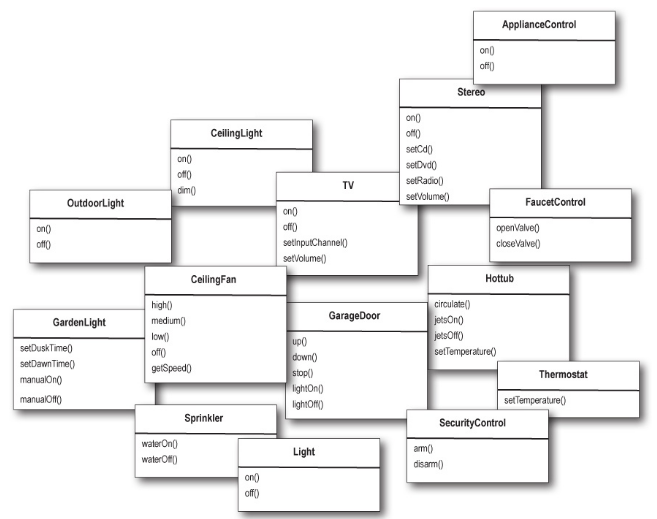 ApplianceControl
on()
off()
Stereo
on()
off()
setCd()
setDvd()
setRadio()
setVolume()
CeilingLight
on()
off()
dim()
TV
on()
off()
setInputChannel()
setVolume()
OutdoorLight
on()
off()
FaucetControl
openValve()
closeValve()
CeilingFan
high()
medium()
low()
off()
getSpeed()
Hottub
circulate()
jetsOn()
jetsOff()
setTemperature()
GardenLight
setDuskTime()
setDawnTime()
manualOn()
manualOff()
GarageDoor
up()
down()
stop()
lightOn()
lightOff()
Thermostat
setTemperature()
Sprinkler
waterOn()
waterOff()
SecurityControl
arm()
disarm()
Light
on()
off()